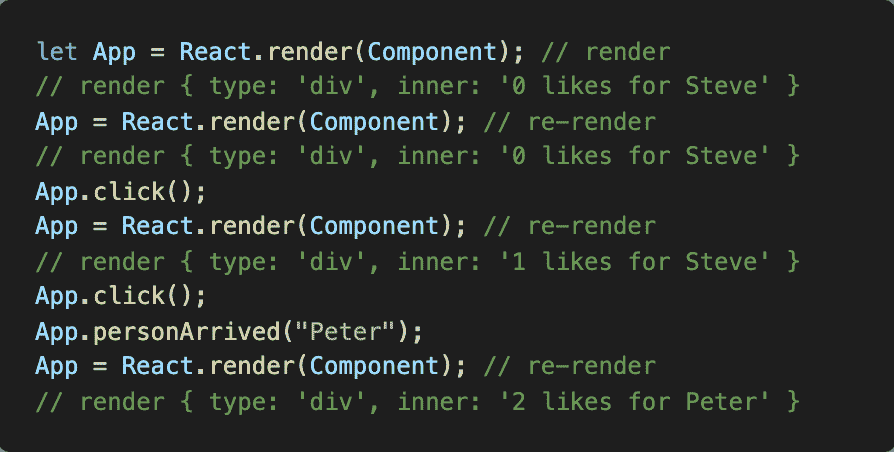 let App = React.render(Component); // render
// render { type: 'div', inner: '0 likes for Steve' }
App = React.render(Component); // re-render
// render { type: 'div', inner: '0 likes for Steve' }
App.click();
App = React.render(Component); // re-render
// render { type: 'div', inner: '1 likes for Steve' }
App.click();
App.personArrived("Peter");
App = React.render(Component); // re-render
// render { type: 'div', inner: '2 likes for Peter' }